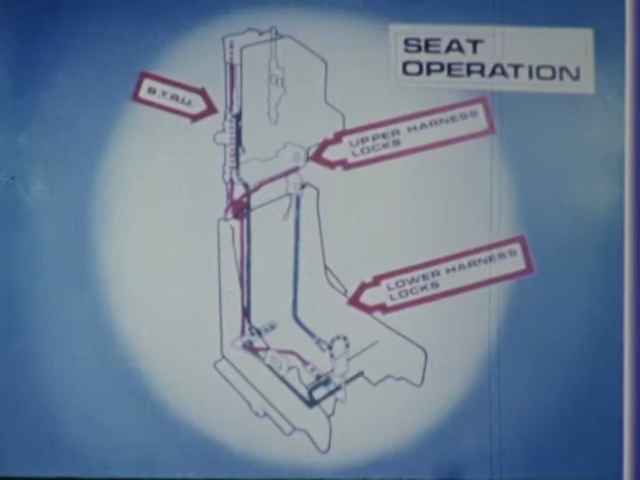 SEAT
OPERATION
B.T.R.U.
UPPER HARNESS
LOCKS
LOWER HARNESS
LOCKS